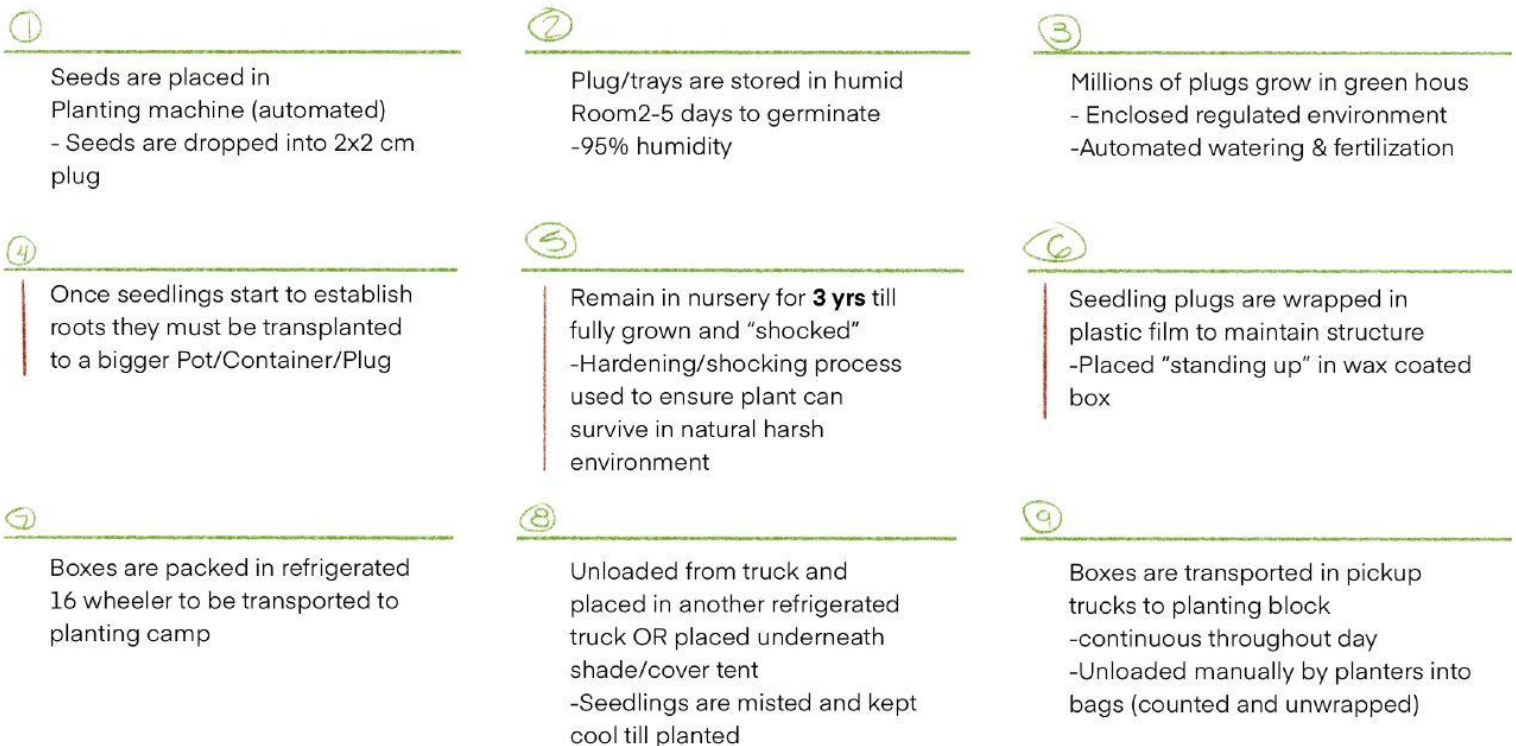 1
Seeds are placed in
Planting machine (automated)
- Seeds are dropped into 2x2 cm
plug
2
Plug/trays are stored in humid
Room2-5 days to germinate
-95% humidity
3
Millions of plugs grow in green hous
- Enclosed regulated environment
-Automated watering & fertilization
4
Once seedlings start to establish
roots they must be transplanted
to a bigger Pot/Container/Plug
5
Remain in nursery for 3 yrs till
fully grown and “shocked”
-Hardening/shocking process
used to ensure plant can
survive in natural harsh
environment
6
Seedling plugs are wrapped in
plastic film to maintain structure
-Placed “standing up” in wax coated
box
7
Boxes are packed in refrigerated
16 wheeler to be transported to
planting camp
8
Unloaded from truck and
placed in another refrigerated
truck OR placed underneath
shade/cover tent
-Seedlings are misted and kept
cool till planted
9
Boxes are transported in pickup
trucks to planting block
-continuous throughout day
-Unloaded manually by planters into
bags (counted and unwrapped)